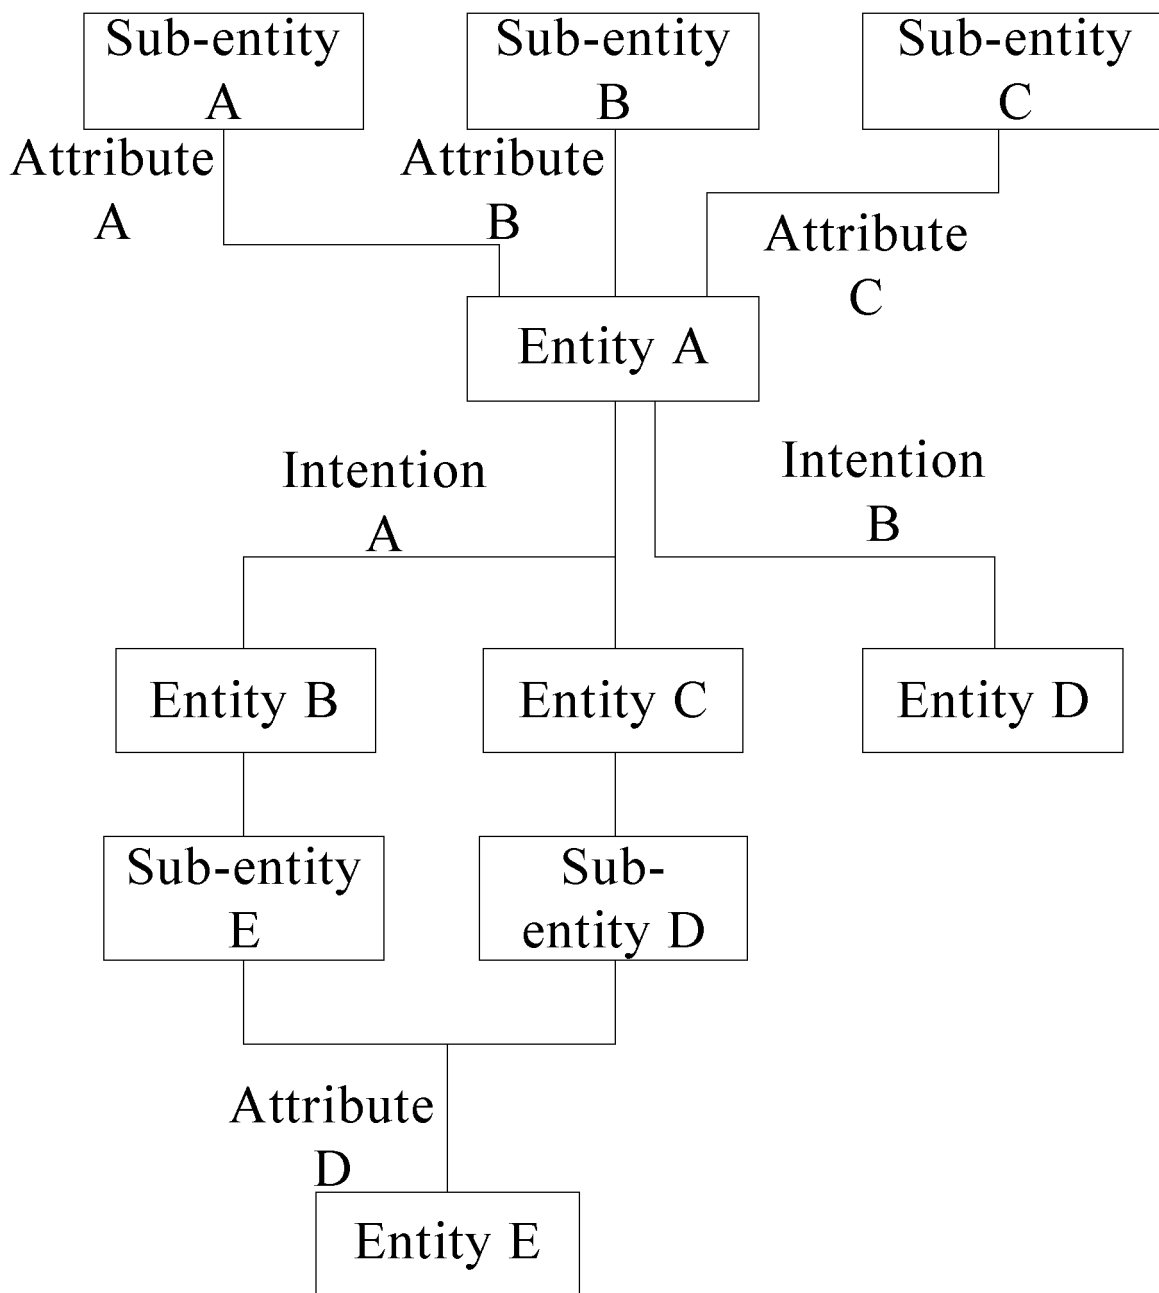 Sub-entity
A
Sub-entity
B
Sub-entity
C
Attribute
A
Attribute
B
Attribute
C
Entity A
Intention
A
Intention
B
Entity B
Entity C
Entity D
Sub-entity
E
Sub-
entity D
Attribute
D
Entity E